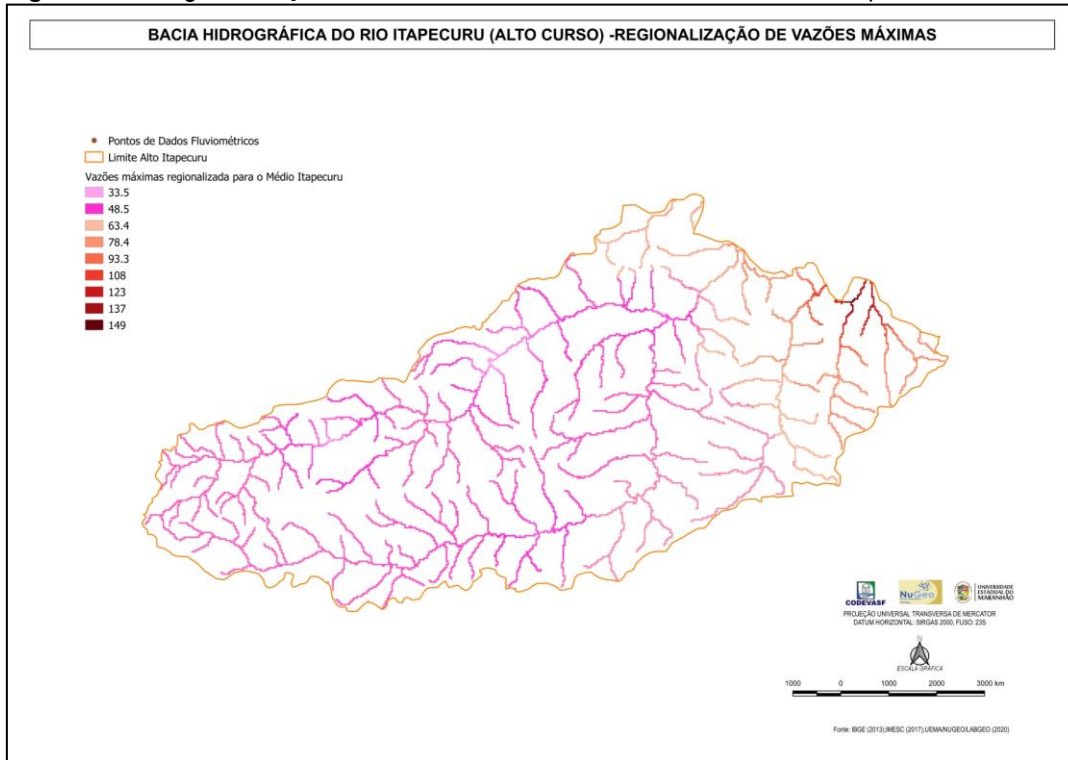 BACIA HIDROGRÁFICA DO RIO ITAPECURU (ALTO CURSO) -REGIONALIZAÇÃO DE VAZÕES MÁXIMAS
Pontos de Dados Fluviométricos
Limite Alto Itapecuru
Vazões máximas regionalizada para o Médio Itapecuru
33.5
48.5
63.4
78.4
93.3
108
123
137
149
CODEVASF
NuGeo
UNIVERSIDADE
ESTADUAL DO
MARANHÃO
PROJEÇÃO UNIVERSAL TRANSVERSA DE MERCATOR
DATUM HORIZONTAL: SIRGAS 2000, FUSO: 23S
N
ESCALA GRÁFICA
1000 0 1000 2000 3000 km
Fonte: IBGE (2013);IMESC (2017);UEMA/NUGEO/LABGEO (2020)